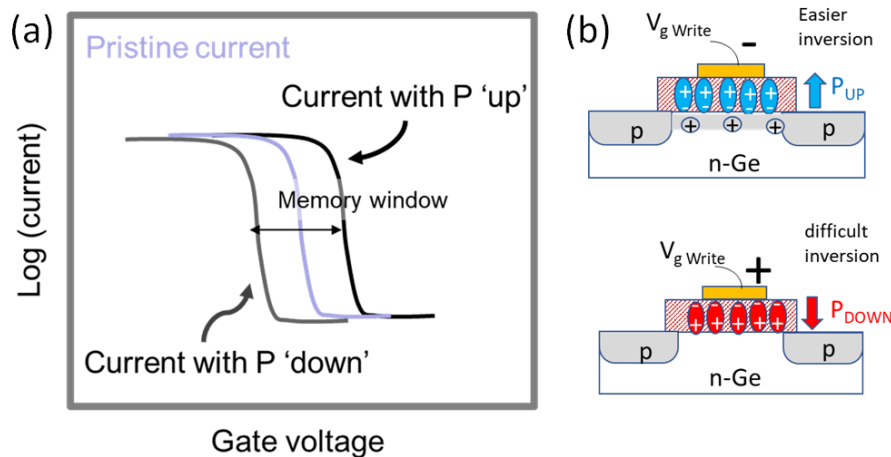 (a)
Pristine current
Current with P ‘up’
Memory window
Current with P ‘down’
Log (current)
Gate voltage
(b)
Vg Write
-
Easier
inversion
+ + + + +
- - - - -
PUP
+ + +
p
p
n-Ge
difficult
inversion
Vg Write
+
- - - - -
+ + + + +
PDOWN
p
p
n-Ge